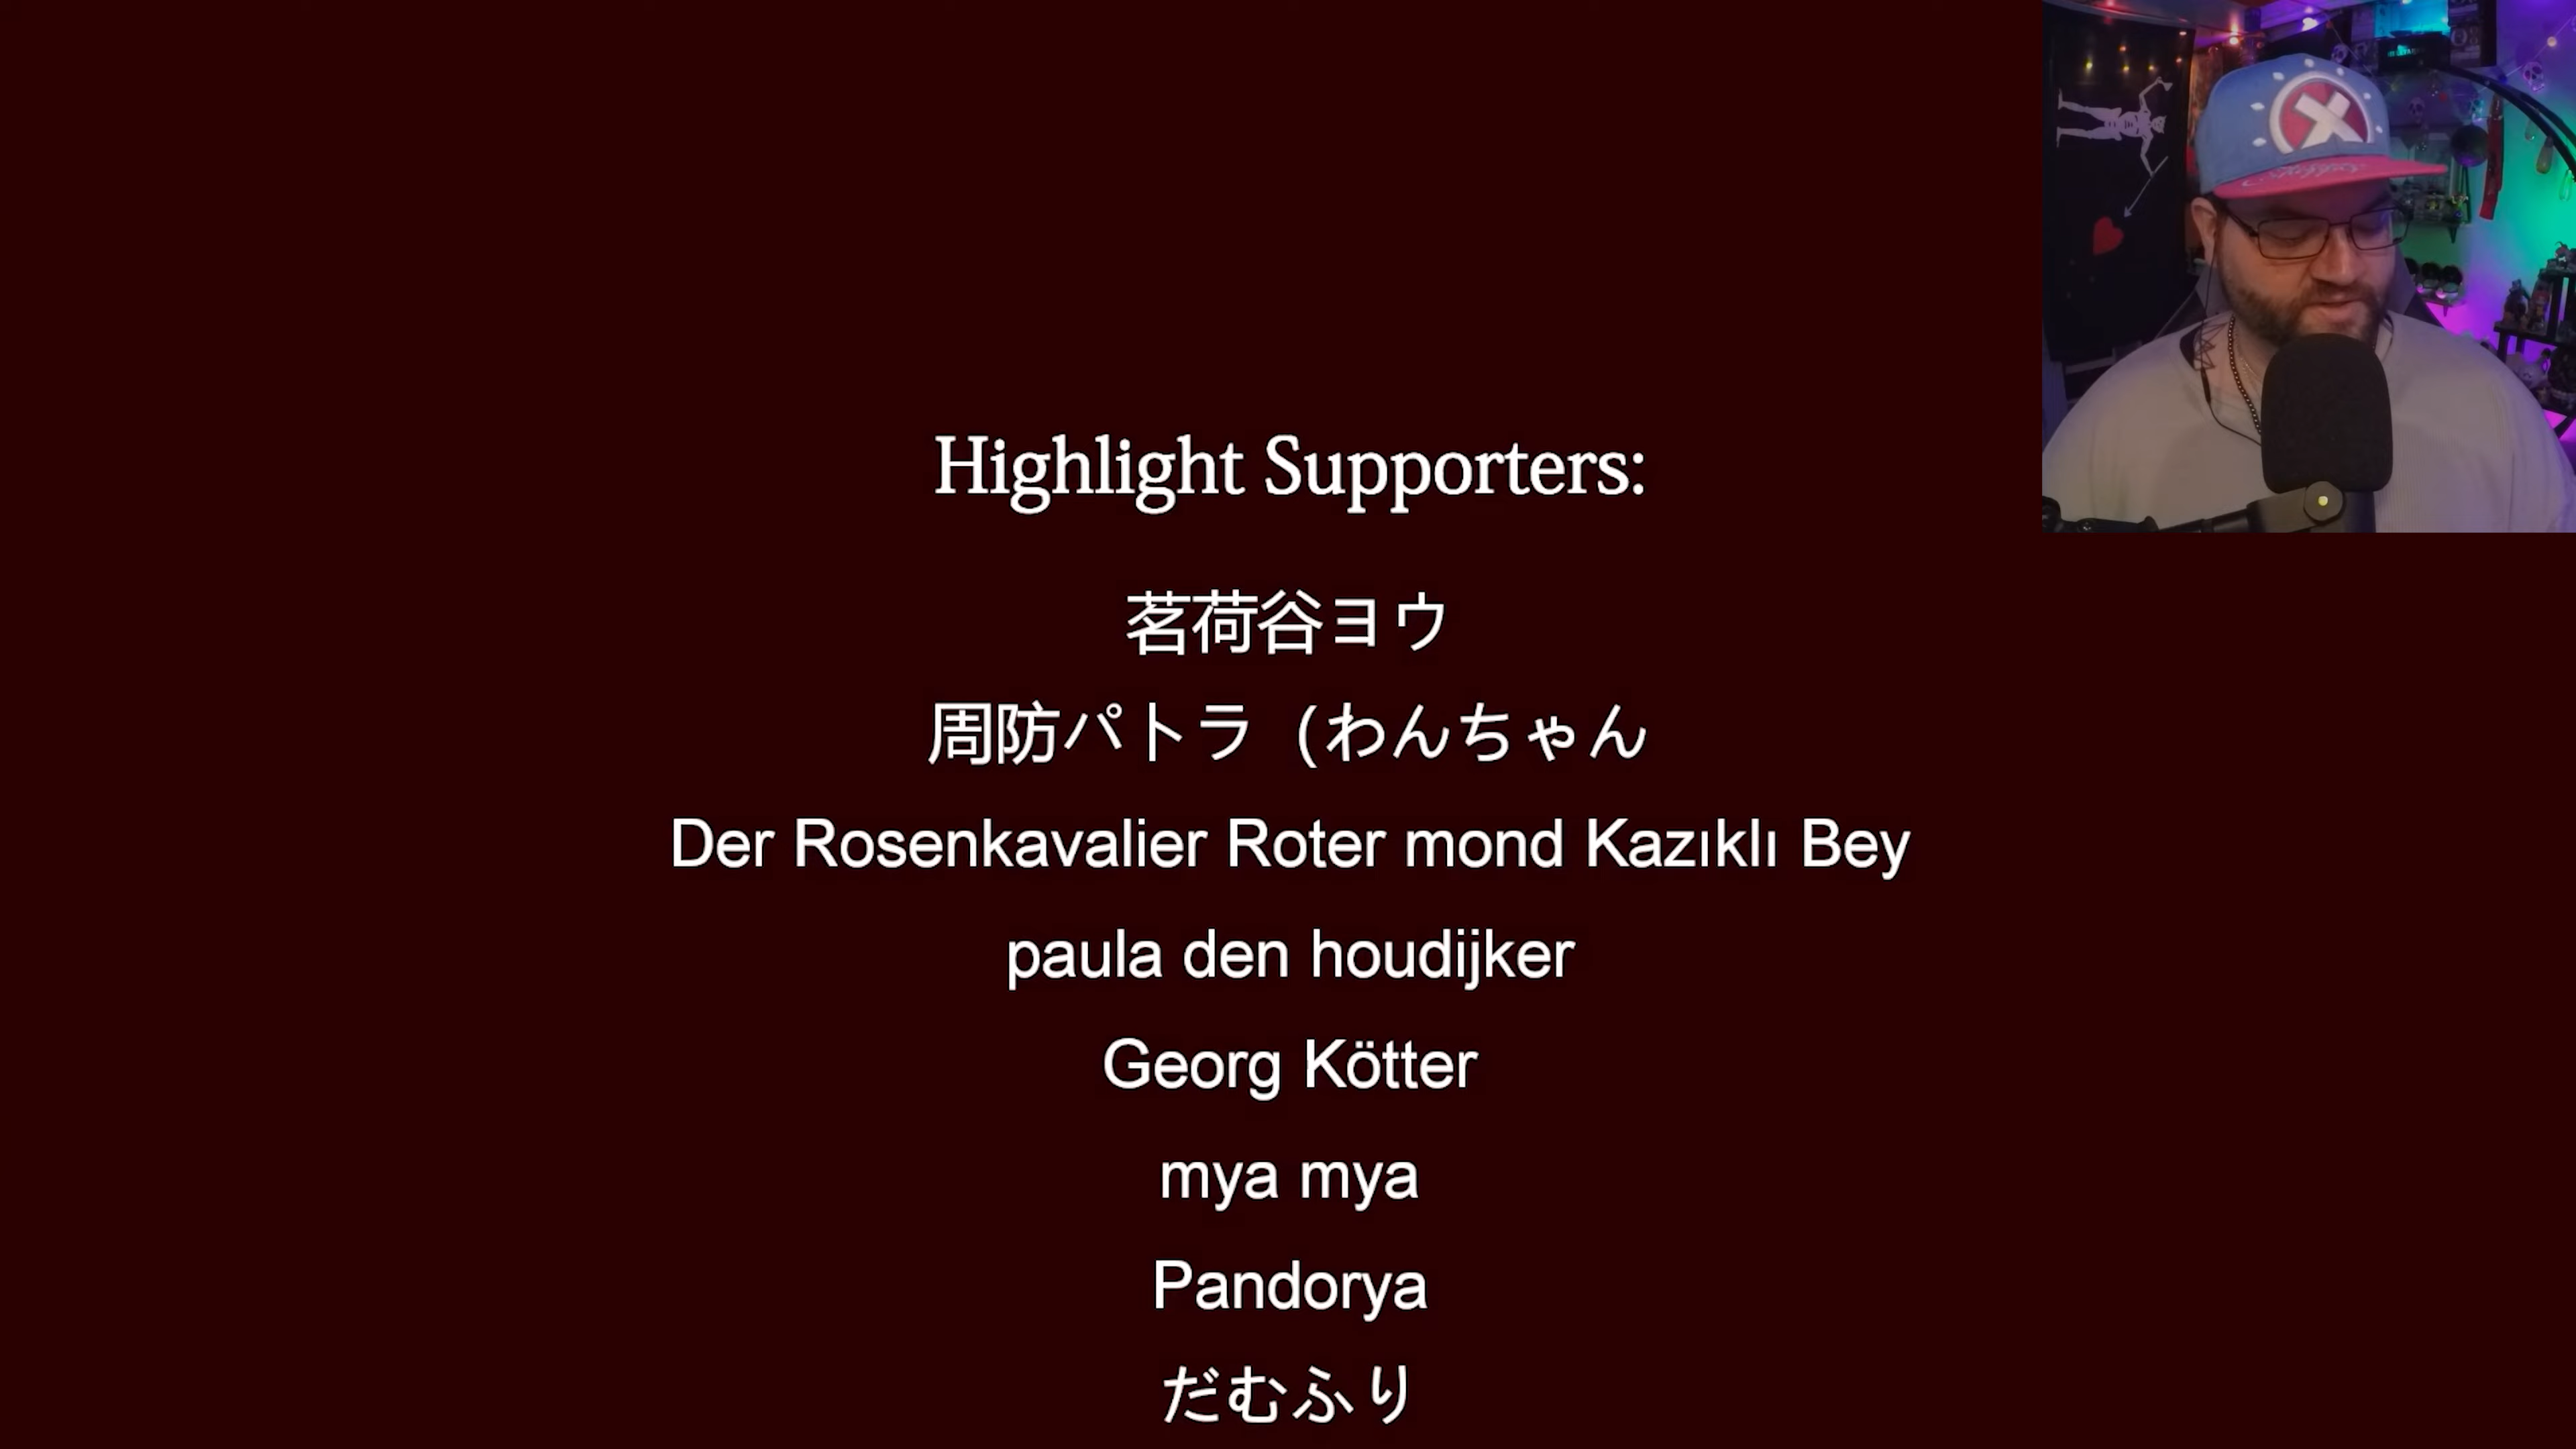 Highlight Supporters:
茗荷谷ヨウ
周防パトラ (わんちゃん
Der Rosenkavalier Roter mond Kazıklı Bey
paula den houdijker
Georg Kötter
mya mya
Pandorya
だむふり